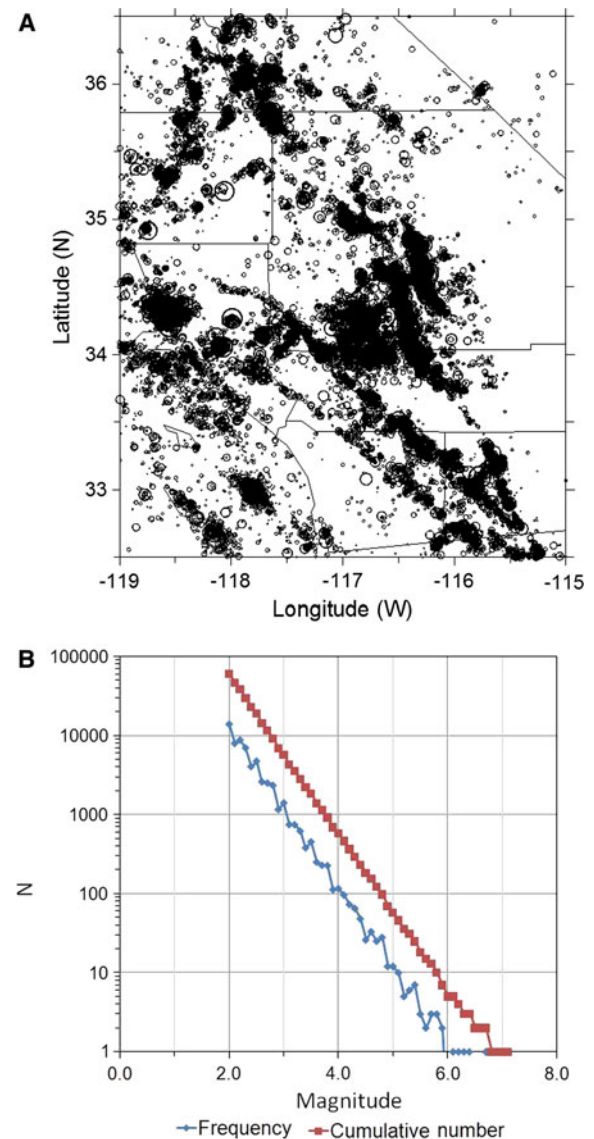 A
36
35
34
33
Latitude (N)
-119 -118 -117 -116 -115
Longitude (W)
B
100000
10000
1000
100
10
1
N
0.0 2.0 4.0 6.0 8.0
Magnitude
Frequency Cumulative number